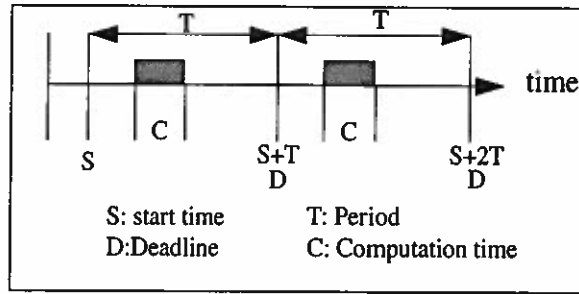 T T
time
C C
S S+T S+2T
D D
S: start time T: Period
D:Deadline C: Computation time